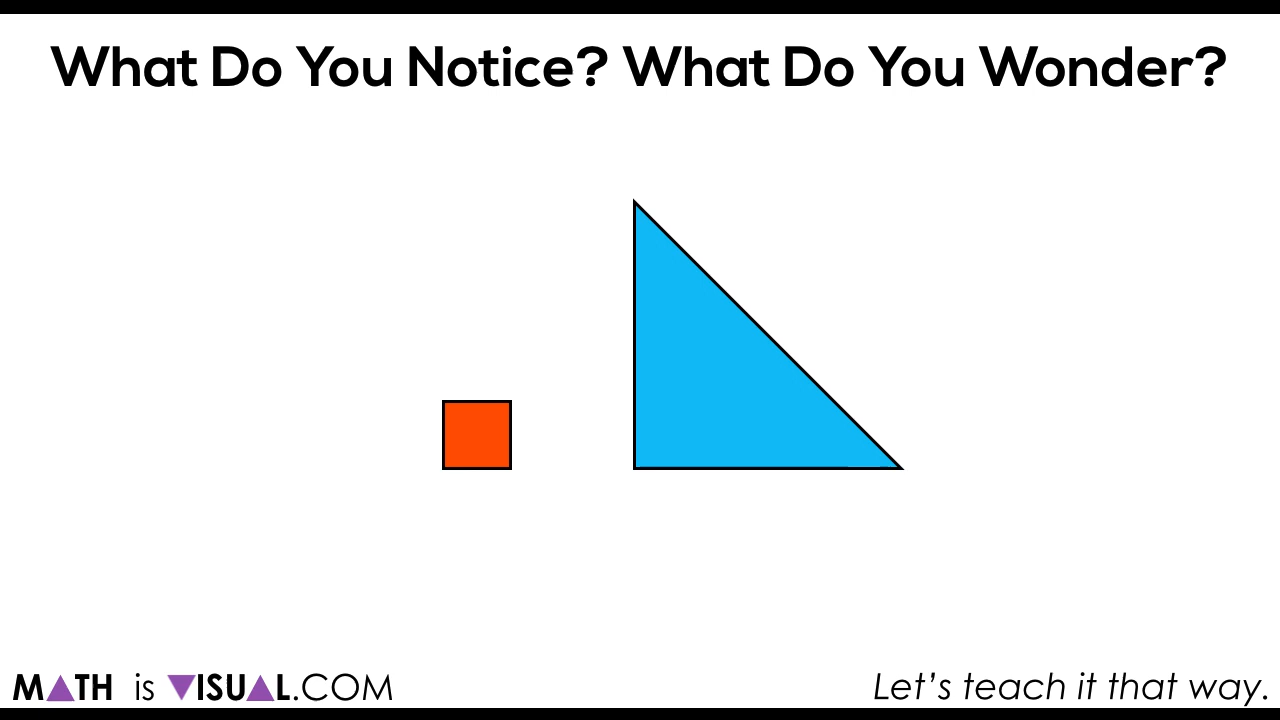 What Do You Notice? What Do You Wonder?
MATH is VISUAL.COM
Let's teach it that way.